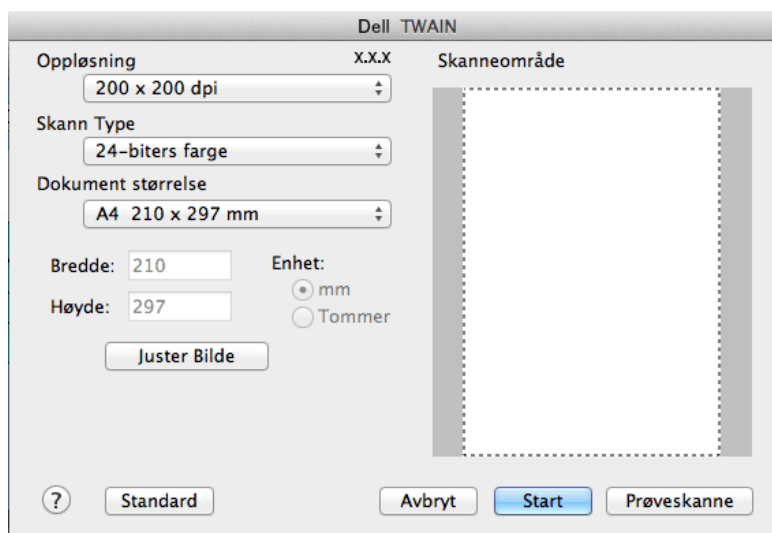 Dell TWAIN
Oppløsning X.X.X
200 x 200 dpi
Skann Type
24-biters farge
Dokument størrelse
A4 210 x 297 mm
Bredde: 210
Høyde: 297
Enhet:
mm
Tommer
Juster Bilde
Skanneområde
?
Standard
Avbryt
Start
Prøveskanne